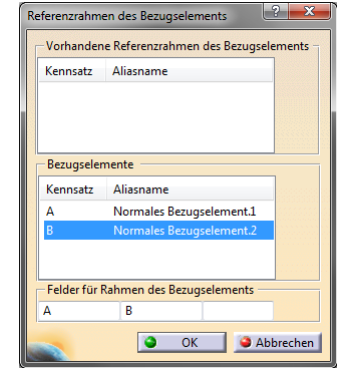 Referenzrahmen des Bezugselements
Vorhandene Referenzrahmen des Bezugselements
Kennsatz Aliasname
Bezugselemente
Kennsatz Aliasname
A Normales Bezugselement.1
B Normales Bezugselement.2
Felder für Rahmen des Bezugselements
A B
OK Abbrechen